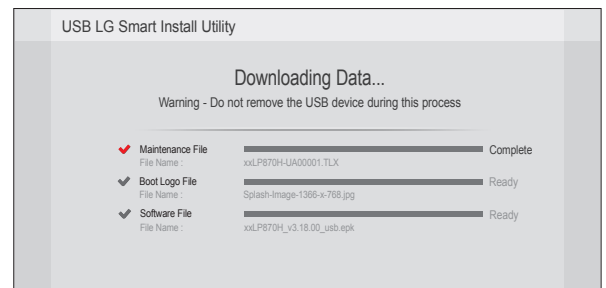 USB LG Smart Install Utility
Downloading Data...
Warning - Do not remove the USB device during this process
Maintenance File Complete
File Name : xxLP870H-UA00001.TLX
Boot Logo File Ready
File Name : Splash-Image-1366-x-768.jpg
Software File Ready
File Name : xxLP870H_v3.18.00_usb.epk